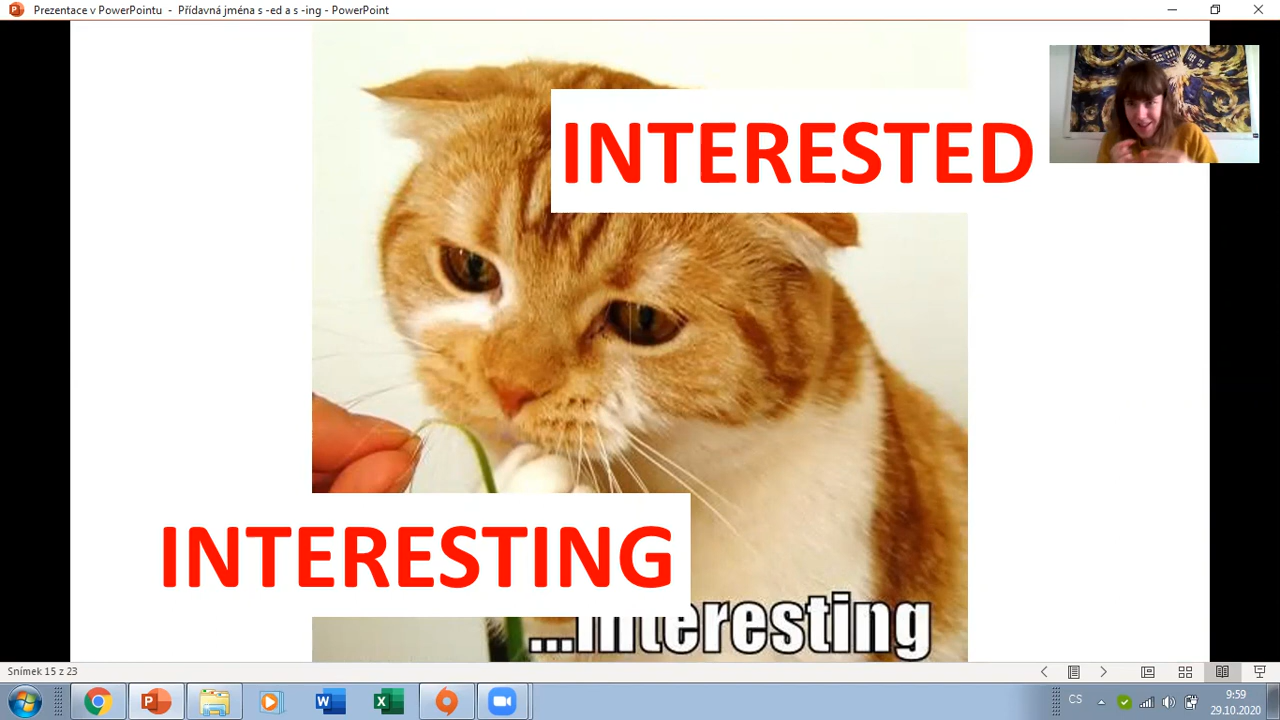 Prezentace v PowerPointu - Přídavná jména s -ed a s -ing - PowerPoint
INTERESTED
INTERESTING
...interesting
Snímek 15 z 23
CS
9:59
29.10.2020